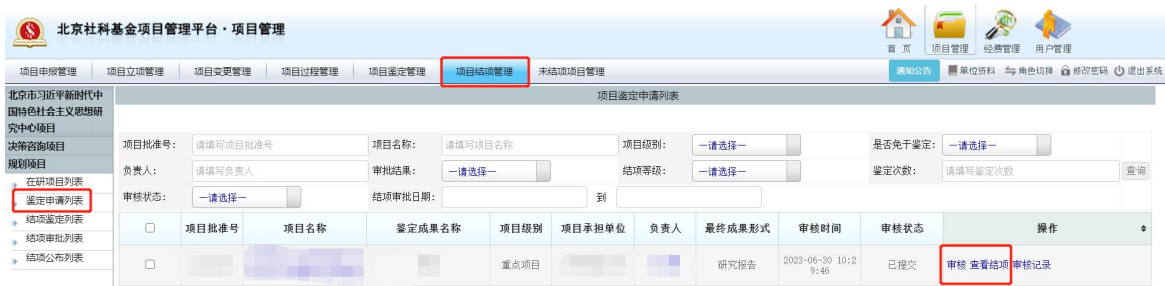 北京社科基金项目管理平台·项目管理
首 页 项目管理 经费管理 用户管理
项目申报管理 项目立项管理 项目变更管理 项目过程管理 项目鉴定管理 项目结项管理 未结项项目管理 通知公告 单位资料 角色切换 修改密码 退出系统
北京市习近平新时代中
国特色社会主义思想研
究中心项目
决策咨询项目
规划项目
在研项目列表
鉴定申请列表
结项鉴定列表
结项审批列表
结项公布列表
项目鉴定申请列表
项目批准号: 请填写项目批准号 项目名称: 请填写项目名称 项目级别: —请选择— 是否免于鉴定: —请选择—
负责人: 请填写负责人 审批结果: —请选择— 结项等级: —请选择— 鉴定次数: 请填写鉴定次数 查询
审核状态: —请选择— 结项审批日期: 到
项目批准号 项目名称 鉴定成果名称 项目级别 项目承担单位 负责人 最终成果形式 审核时间 审核状态 操作
重点项目 研究报告 2023-06-30 10:2
9:46 已提交 审核 查看结项 审核记录